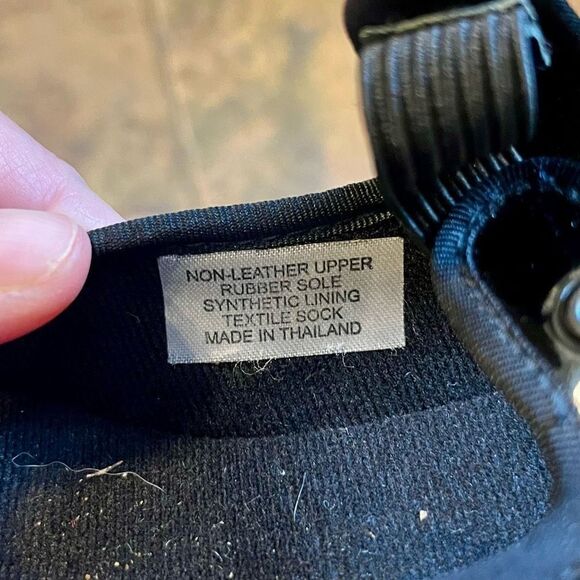 NON-LEATHER UPPER
RUBBER SOLE
SYNTHETIC LINING
TEXTILE SOCK
MADE IN THAILAND